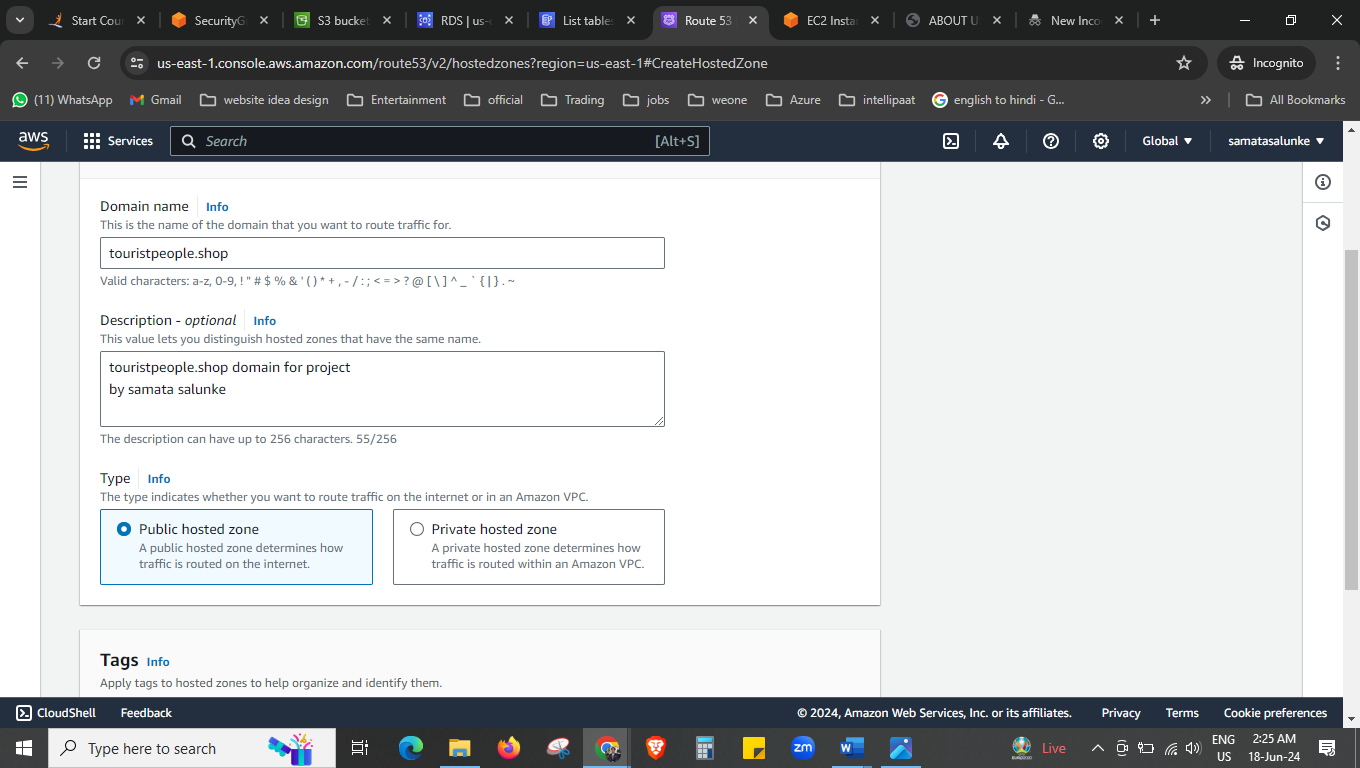 Start Cour
SecurityGr
S3 bucket
RDS | us-e
List tables
Route 53
EC2 Instan
ABOUT U
New Inco
us-east-1.console.aws.amazon.com/route53/v2/hostedzones?region=us-east-1#CreateHostedZone
Incognito
(11) WhatsApp
Gmail
website idea design
Entertainment
official
Trading
jobs
weone
Azure
intellipaat
english to hindi - G...
»
All Bookmarks
aws
Services
Search
[Alt+S]
Global
samatasalunke
Domain name
Info
This is the name of the domain that you want to route traffic for.
touristpeople.shop
Valid characters: a-z, 0-9, ! " # $ % & ' ( ) * + , - / : ; < = > ? @ [ \ ] ^ _ ` { | } . ~
Description - optional
Info
This value lets you distinguish hosted zones that have the same name.
touristpeople.shop domain for project
by samata salunke
The description can have up to 256 characters. 55/256
Type
Info
The type indicates whether you want to route traffic on the internet or in an Amazon VPC.
Public hosted zone
A public hosted zone determines how
traffic is routed on the internet.
Private hosted zone
A private hosted zone determines how
traffic is routed within an Amazon VPC.
Tags
Info
Apply tags to hosted zones to help organize and identify them.
CloudShell
Feedback
© 2024, Amazon Web Services, Inc. or its affiliates.
Privacy
Terms
Cookie preferences
Type here to search
zm
Live
ENG
US
2:25 AM
18-Jun-24